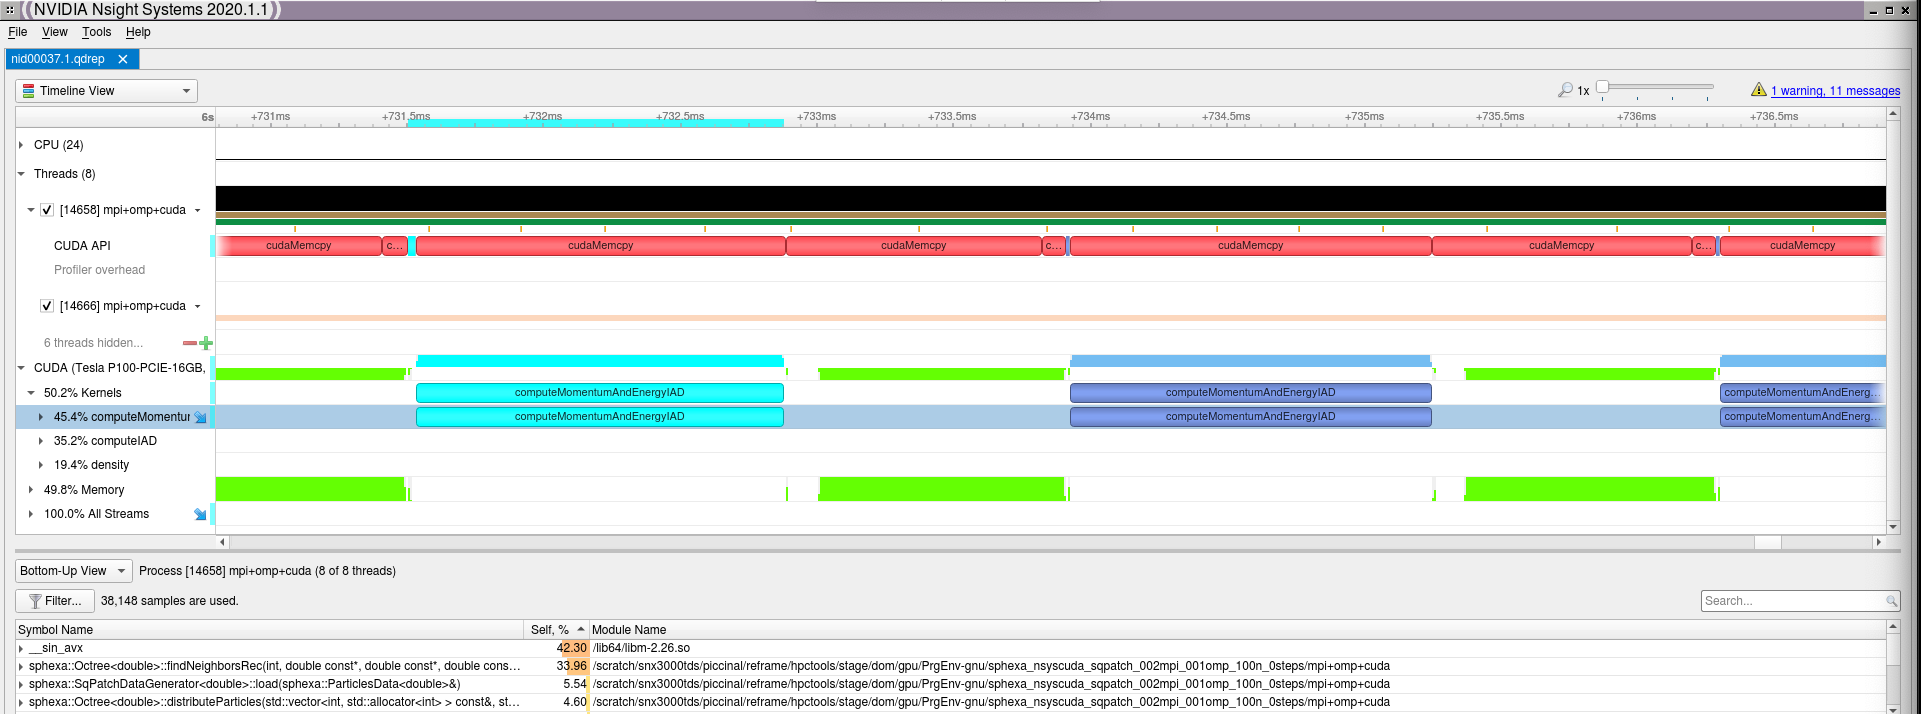 NVIDIA Nsight Systems 2020.1.1
File View Tools Help
nid00037.1.qdrep
Timeline View 1x 1 warning, 11 messages
6s +731ms +731.5ms +732ms +732.5ms +733ms +733.5ms +734ms +734.5ms +735ms +735.5ms +736ms +736.5ms
CPU (24)
Threads (8)
[14658] mpi+omp+cuda
CUDA API cudaMemcpy c... cudaMemcpy cudaMemcpy c... cudaMemcpy cudaMemcpy c... cudaMemcpy
Profiler overhead
[14666] mpi+omp+cuda
6 threads hidden...
CUDA (Tesla P100-PCIE-16GB,
50.2% Kernels computeMomentumAndEnergyIAD computeMomentumAndEnergyIAD computeMomentumAndEnerg...
45.4% computeMomentur computeMomentumAndEnergyIAD computeMomentumAndEnergyIAD computeMomentumAndEnerg...
35.2% computeIAD
19.4% density
49.8% Memory
100.0% All Streams
Bottom-Up View Process [14658] mpi+omp+cuda (8 of 8 threads)
Filter... 38,148 samples are used. Search...
Symbol Name Self, % Module Name
__sin_avx 42.30 /lib64/libm-2.26.so
sphexa::Octree<double>::findNeighborsRec(int, double const*, double const*, double cons... 33.96 /scratch/snx3000tds/piccinal/reframe/hpctools/stage/dom/gpu/PrgEnv-gnu/sphexa_nsyscuda_sqpatch_002mpi_001omp_100n_0steps/mpi+omp+cuda
sphexa::SqPatchDataGenerator<double>::load(sphexa::ParticlesData<double>&) 5.54 /scratch/snx3000tds/piccinal/reframe/hpctools/stage/dom/gpu/PrgEnv-gnu/sphexa_nsyscuda_sqpatch_002mpi_001omp_100n_0steps/mpi+omp+cuda
sphexa::Octree<double>::distributeParticles(std::vector<int, std::allocator<int> > const&, st... 4.60 /scratch/snx3000tds/piccinal/reframe/hpctools/stage/dom/gpu/PrgEnv-gnu/sphexa_nsyscuda_sqpatch_002mpi_001omp_100n_0steps/mpi+omp+cuda